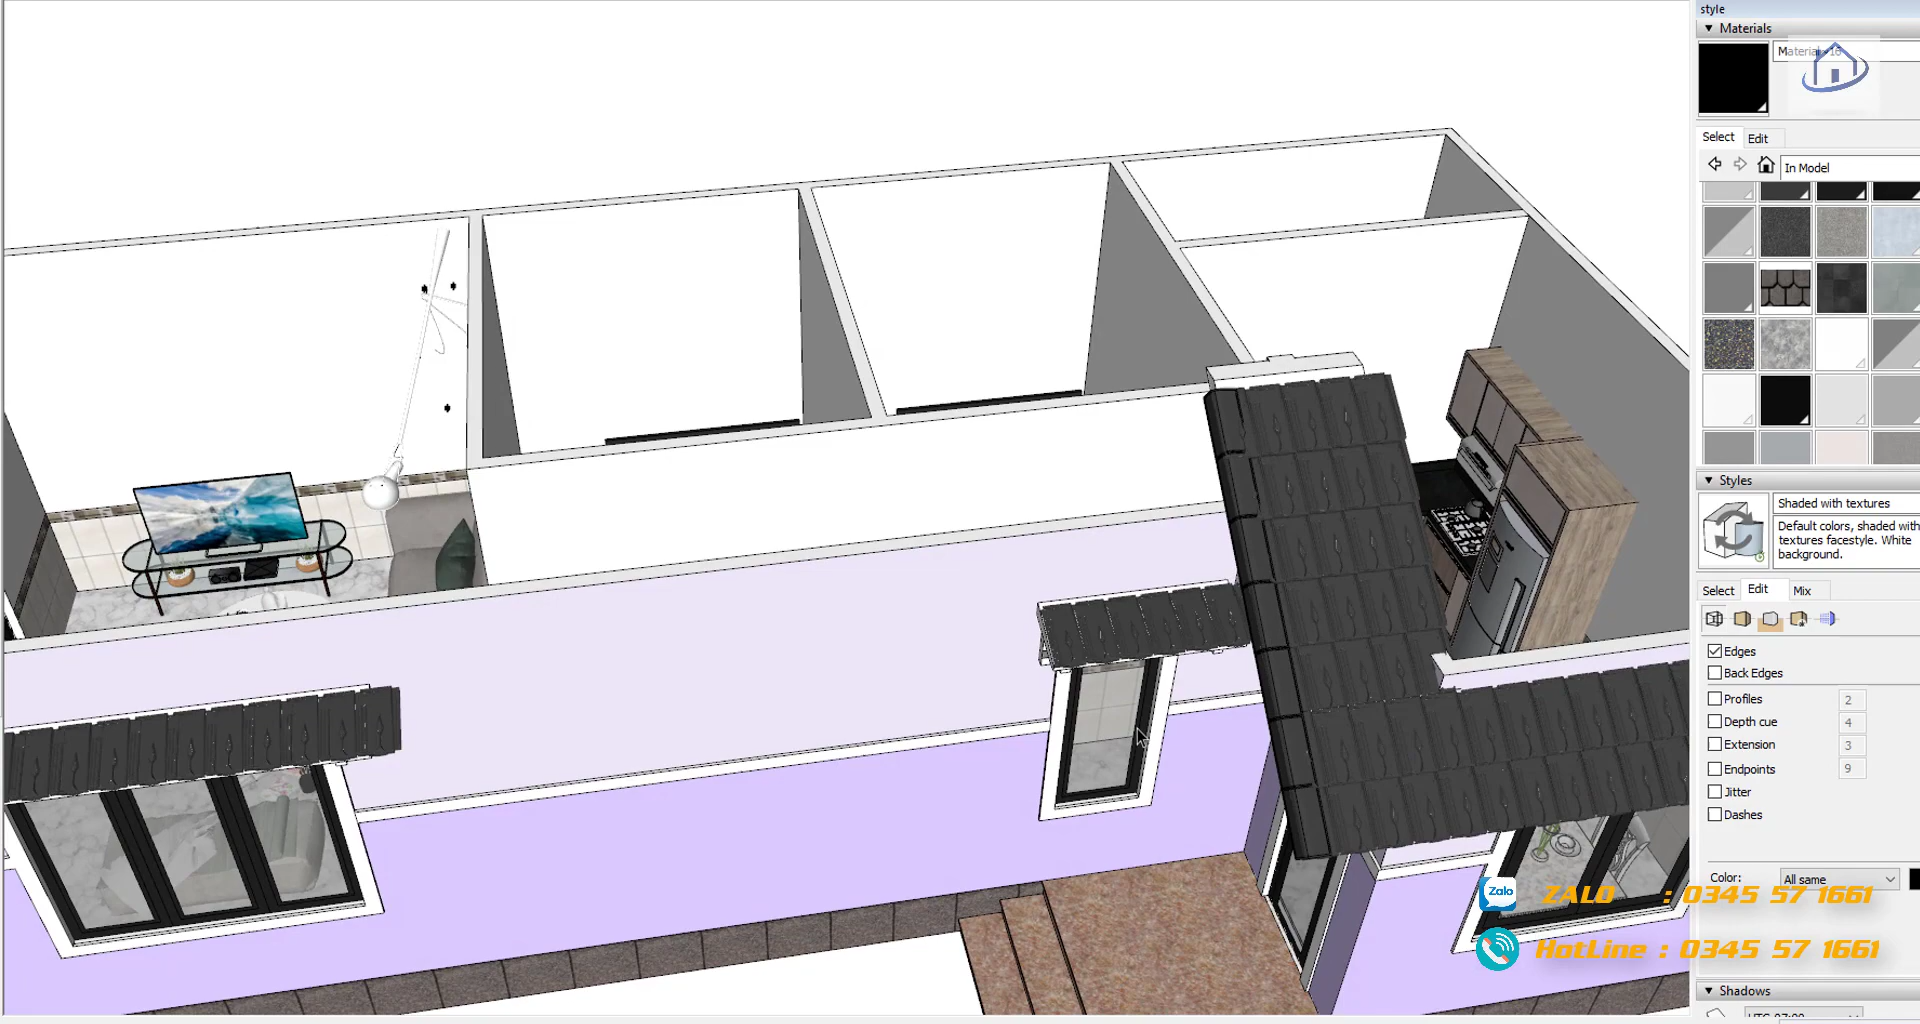 style
Materials
Material 16
Select Edit
In Model
Styles
Shaded with textures
Default colors, shaded with
textures facestyle. White
background.
Select Edit Mix
Edges
Back Edges
Profiles 2
Depth cue 4
Extension 3
Endpoints 9
Jitter
Dashes
Color: All same
Zalo ZALO : 0345 57 1661
HotLine : 0345 57 1661
Shadows